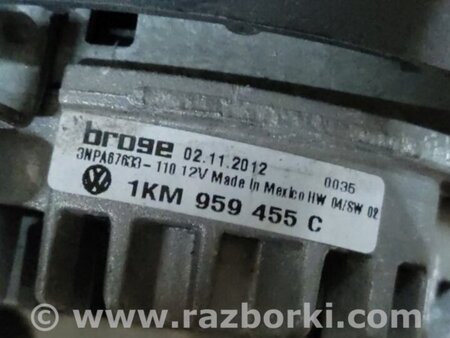 brose 02.11.2012 0035
3NPA67633-110 12V Made in Mexico HW 04/SW 02
1KM 959 455 C
© www.razborki.com